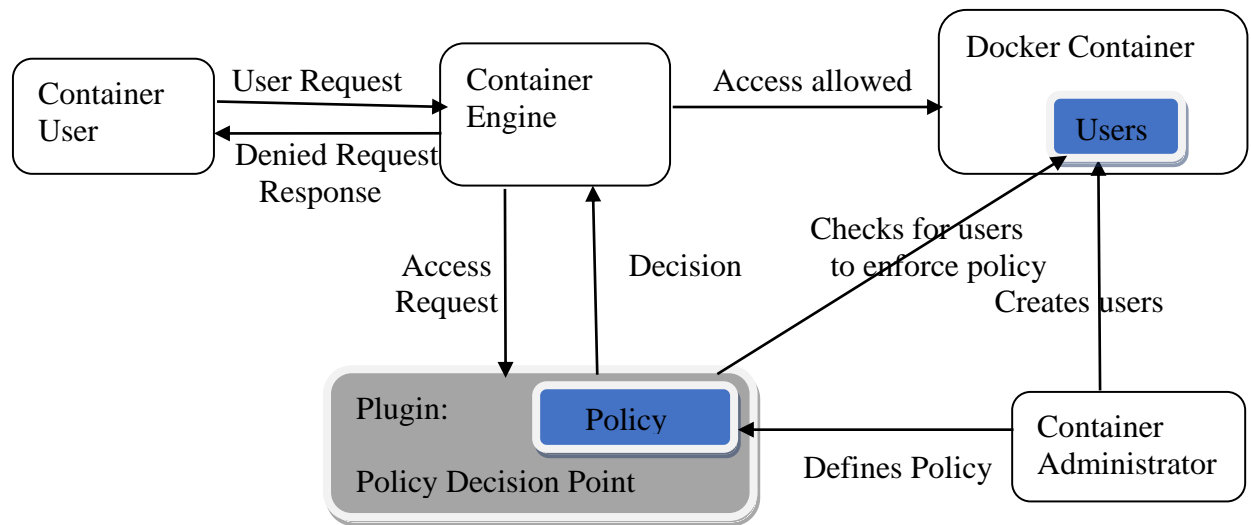 Container
User
User Request
Denied Request
Response
Container
Engine
Access allowed
Docker Container
Users
Access
Request
Decision
Checks for users
to enforce policy
Creates users
Plugin:
Policy
Policy Decision Point
Defines Policy
Container
Administrator